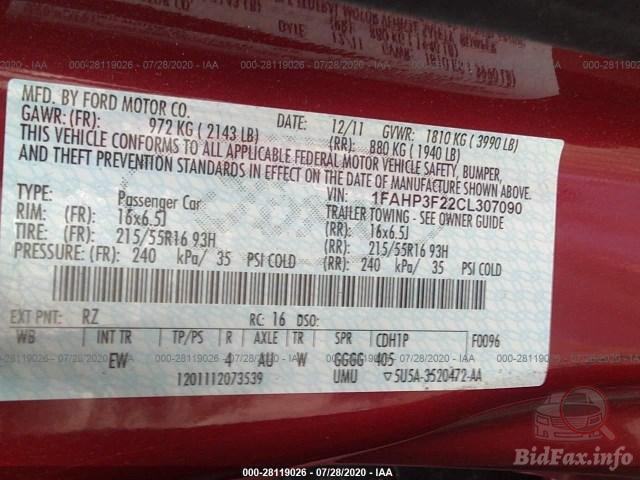 000-28119026 - 07/28/2020 - IAA
MFD. BY FORD MOTOR CO.
DATE: 12/11 GVWR: 1810 KG ( 3990 LB)
GAWR: (FR): 972 KG ( 2143 LB) (RR): 880 KG ( 1940 LB)
THIS VEHICLE CONFORMS TO ALL APPLICABLE FEDERAL MOTOR VEHICLE SAFETY, BUMPER,
AND THEFT PREVENTION STANDARDS IN EFFECT ON THE DATE OF MANUFACTURE SHOWN ABOVE.
VIN: 1FAHP3F22CL307090
TYPE: Passenger Car TRAILER TOWING - SEE OWNER GUIDE
RIM: (FR): 16x6.5J (RR): 16x6.5J
TIRE: (FR): 215/55R16 93H (RR): 215/55R16 93H
PRESSURE: (FR): 240 kPa/ 35 PSI COLD (RR): 240 kPa/ 35 PSI COLD
EXT PNT: RZ RC: 16 DSO:
WB INT TR TP/PS R AXLE TR SPR CDH1P F0096
EW 4 AU W GGGG 405
1201112073539 UMU 5U5A-3520472-AA
BidFax.info
000-28119026 - 07/28/2020 - IAA